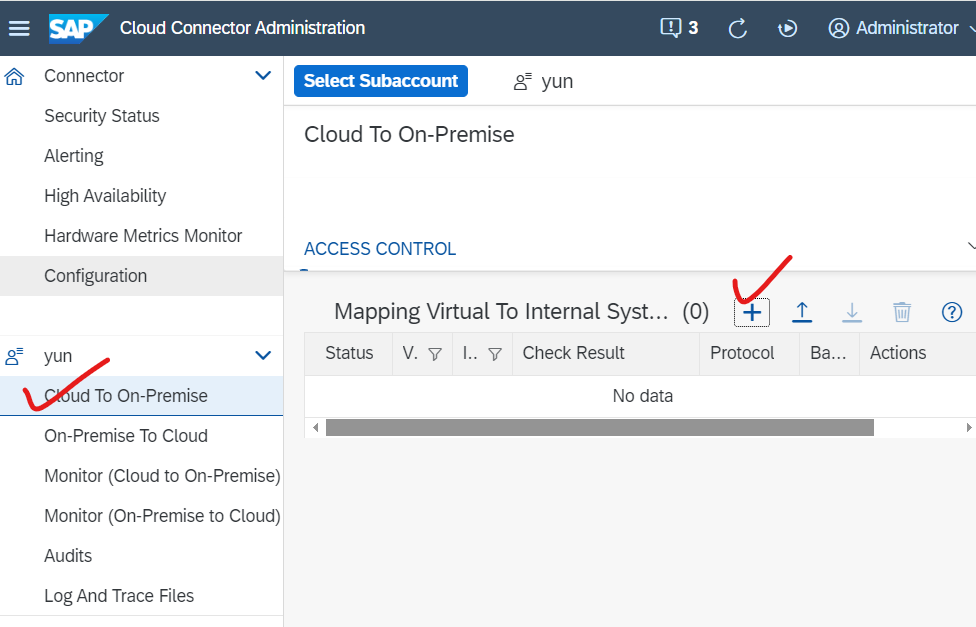 SAP Cloud Connector Administration 3 Administrator
Connector
Security Status
Alerting
High Availability
Hardware Metrics Monitor
Configuration
yun
Cloud To On-Premise
On-Premise To Cloud
Monitor (Cloud to On-Premise)
Monitor (On-Premise to Cloud)
Audits
Log And Trace Files
Select Subaccount yun
Cloud To On-Premise
ACCESS CONTROL
Mapping Virtual To Internal Syst... (0)
Status V. I.. Check Result Protocol Ba... Actions
No data